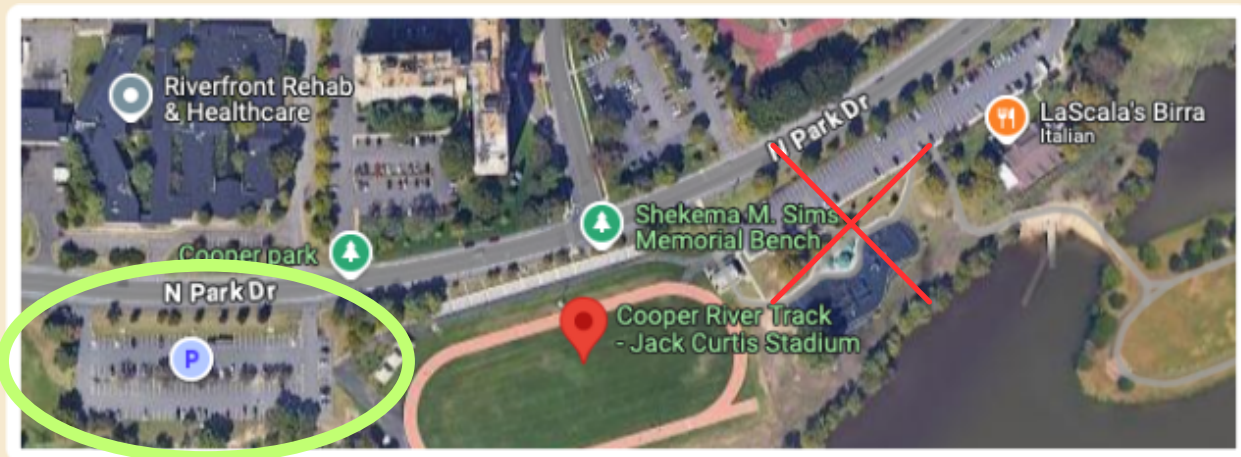 Riverfront Rehab
& Healthcare
N Park Dr
LaScala's Birra
Italian
Shekema M. Sims
Memorial Bench
Cooper park
N Park Dr
P
Cooper River Track
- Jack Curtis Stadium